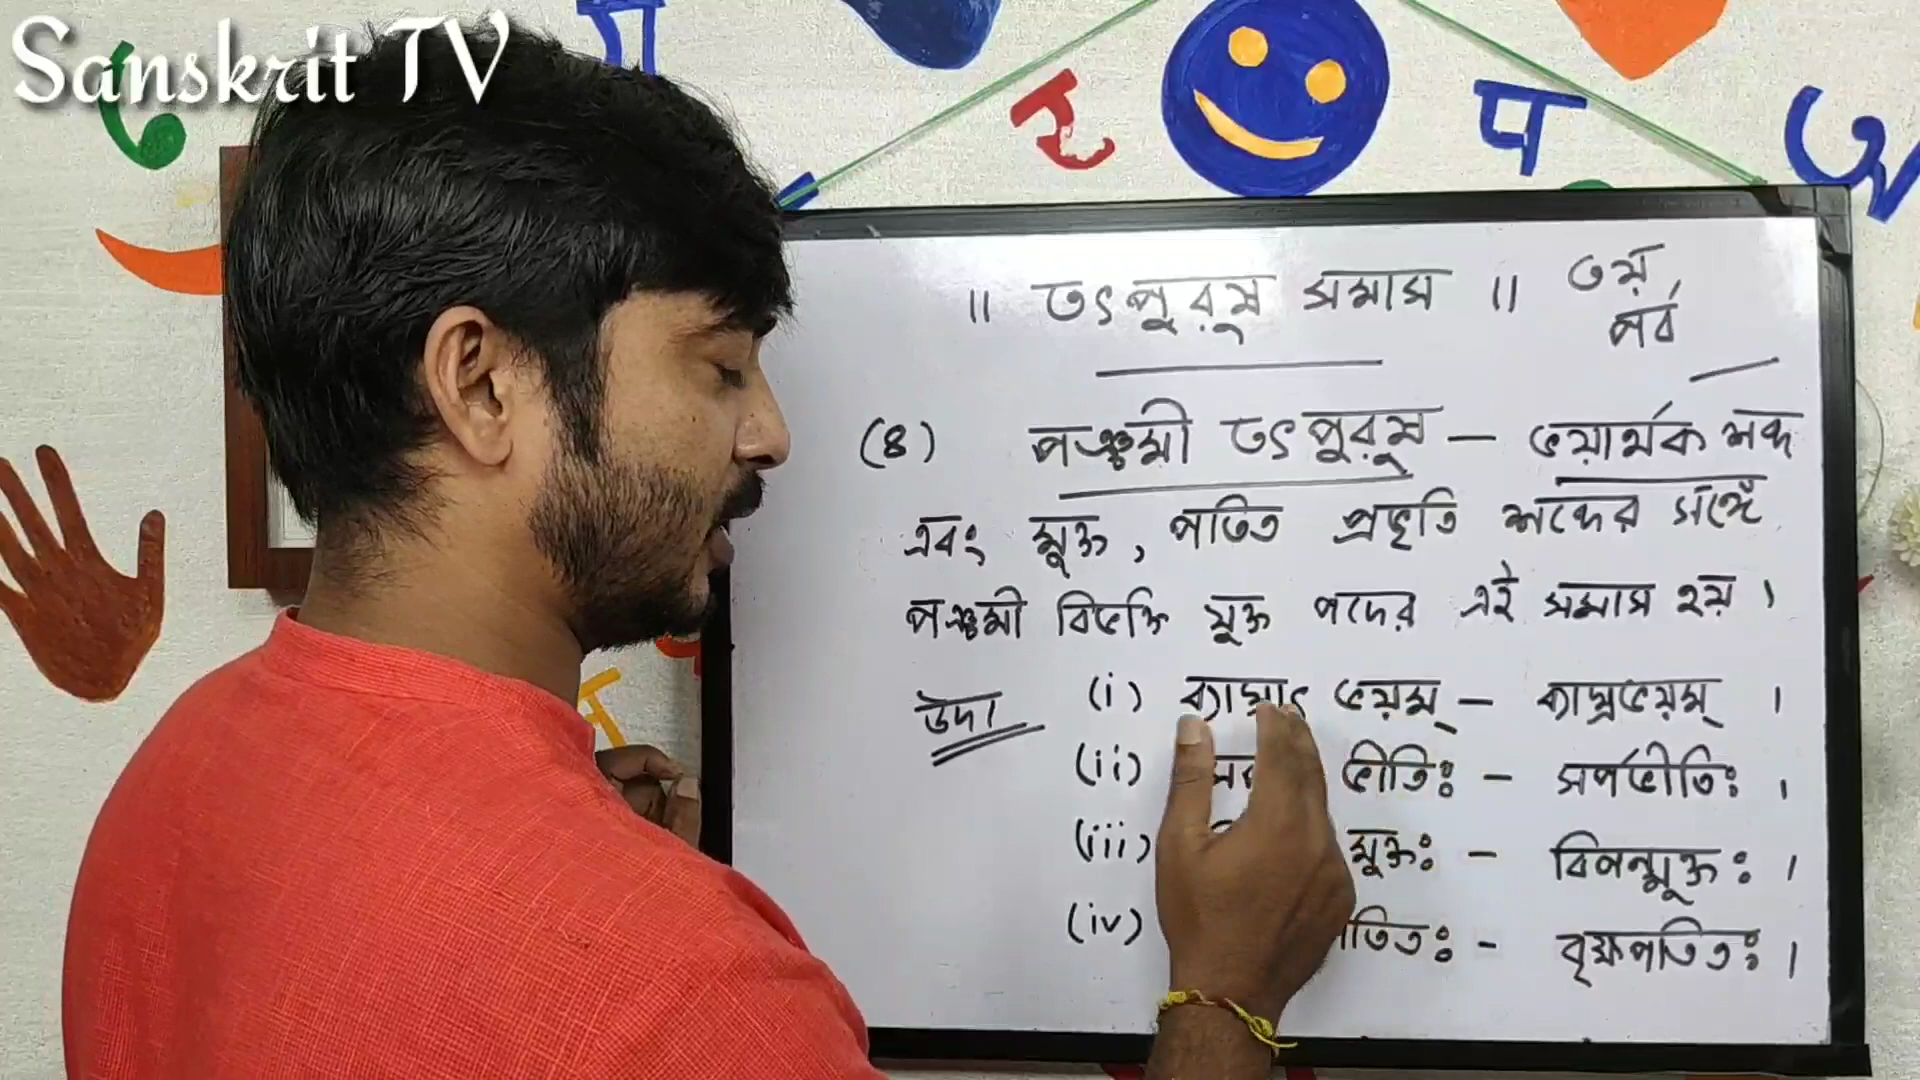 Sanskrit TV
॥ তৎপুরুষ সমাস ॥ ৩য় পর্ব
(৪) পঞ্চমী তৎপুরুষ — ভয়ার্থক শব্দ
এবং মুক্ত, পতিত প্রভৃতি শব্দের সঙ্গে
পঞ্চমী বিভক্তি যুক্ত পদের এই সমাস হয় ।
উদা (i) ব্যাঘ্রাৎ ভয়ম্ — ব্যাঘ্রভয়ম্ ।
(ii) ভীতিঃ – সর্পভীতিঃ ।
(iii) মুক্তঃ – বিপন্মুক্তঃ ।
(iv) পতিতঃ – বৃক্ষপতিতঃ ।